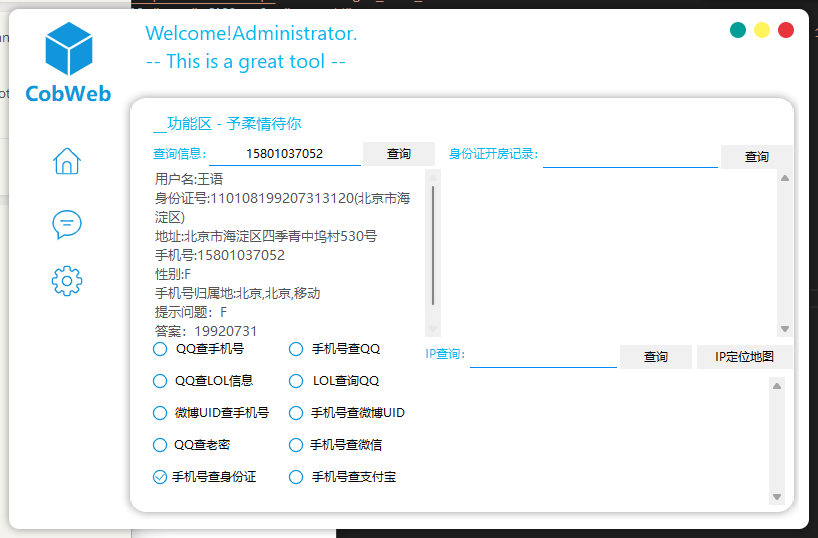 Welcome!Administrator.
-- This is a great tool --
CobWeb
__功能区 - 予柔情待你
查询信息: 15801037052 查询
身份证开房记录: 查询
用户名:王语
身份证号:110108199207313120(北京市海
淀区)
地址:北京市海淀区四季青中坞村530号
手机号:15801037052
性别:F
手机号归属地:北京,北京,移动
提示问题：F
答案：19920731
QQ查手机号 手机号查QQ
QQ查LOL信息 LOL查询QQ
微博UID查手机号 手机号查微博UID
QQ查老密 手机号查微信
手机号查身份证 手机号查支付宝
IP查询: 查询 IP定位地图